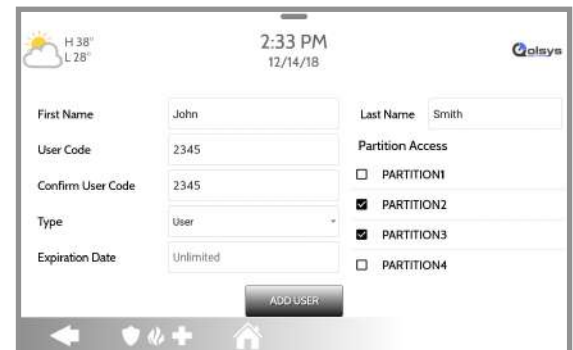 H 38°
L 28°
2:33 PM
12/14/18
Qolsys
First Name
John
Last Name
Smith
User Code
2345
Partition Access
Confirm User Code
2345
PARTITION1
PARTITION2
Type
User
PARTITION3
Expiration Date
Unlimited
PARTITION4
ADD USER